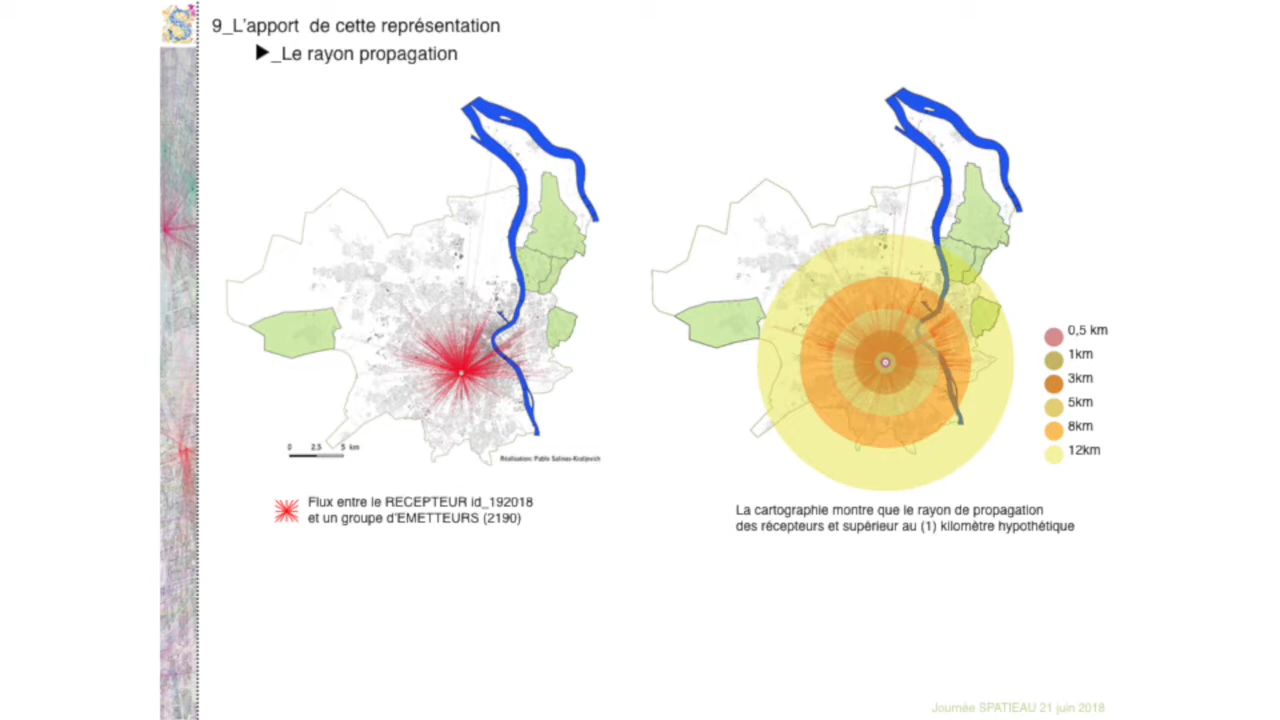 9_L'apport de cette représentation
_Le rayon propagation
0 2,5 5 km
Réalisation: Pablo Salinas-Kraljevich
Flux entre le RECEPTEUR id_192018
et un groupe d'EMETTEURS (2190)
0,5 km
1km
3km
5km
8km
12km
La cartographie montre que le rayon de propagation
des récepteurs et supérieur au (1) kilomètre hypothétique
Journée SPATIEAU 21 juin 2018